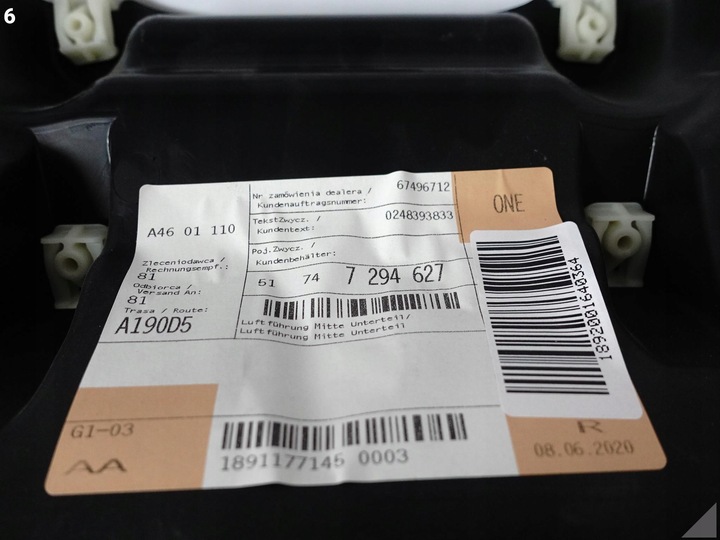 6
A46 01 110
Nr zamówienia dealera /
Kundenauftragsnummer:
67496712
ONE
TekstZwycz. /
Kundentext:
0248393833
Poj.Zwycz. /
Kundenbehälter:
Zleceniodawca /
Rechnungsempf.:
81
51 74 7 294 627
Odbiorca /
Versand An:
81
Trasa / Route:
A190D5
Luftführung Mitte Unterteil/
Luftführung Mitte Unterteil
1892001640364
G1-03
AA
1891177145 0003
R
08.06.2020